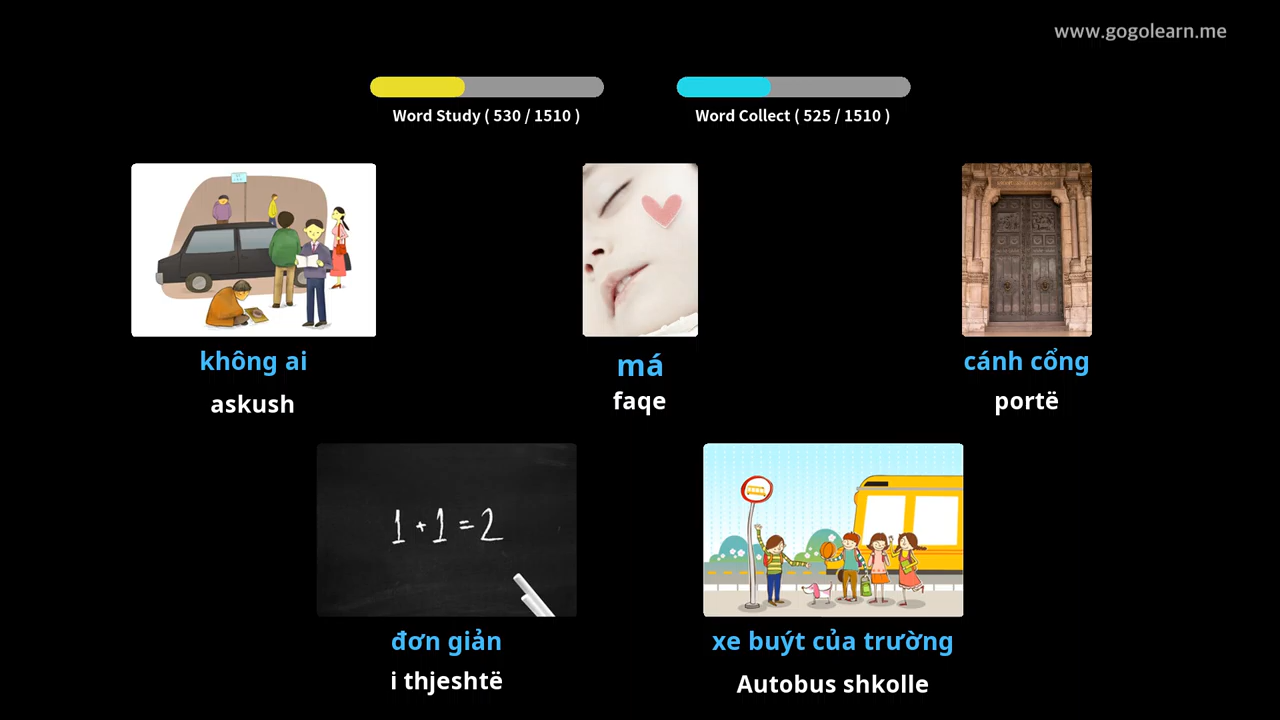 www.gogolearn.me
Word Study ( 530 / 1510 )
Word Collect ( 525 / 1510 )
không ai
askush
má
faqe
cánh cổng
portë
1 + 1 = 2
đơn giản
i thjeshtë
xe buýt của trường
Autobus shkolle